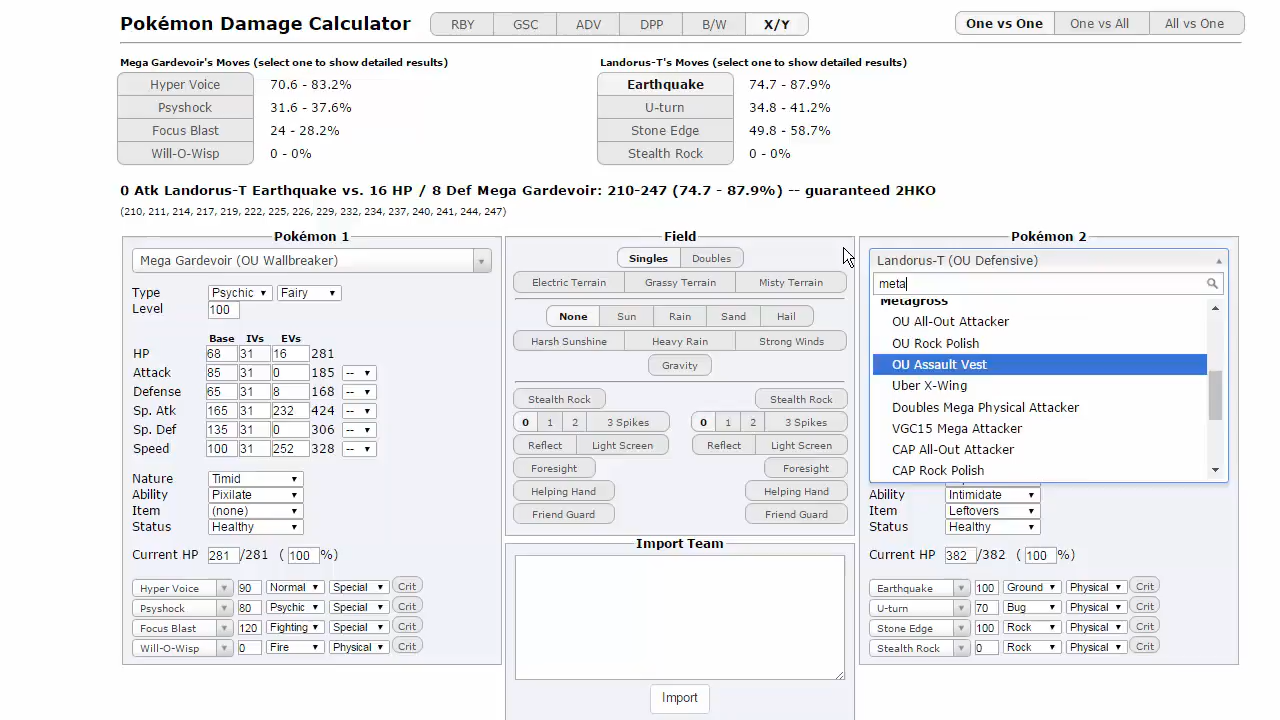 Pokémon Damage Calculator RBY GSC ADV DPP B/W X/Y One vs One One vs All All vs One
Mega Gardevoir's Moves (select one to show detailed results)
Hyper Voice 70.6 - 83.2%
Psyshock 31.6 - 37.6%
Focus Blast 24 - 28.2%
Will-O-Wisp 0 - 0%
Landorus-T's Moves (select one to show detailed results)
Earthquake 74.7 - 87.9%
U-turn 34.8 - 41.2%
Stone Edge 49.8 - 58.7%
Stealth Rock 0 - 0%
0 Atk Landorus-T Earthquake vs. 16 HP / 8 Def Mega Gardevoir: 210-247 (74.7 - 87.9%) -- guaranteed 2HKO
(210, 211, 214, 217, 219, 222, 225, 226, 229, 232, 234, 237, 240, 241, 244, 247)
Pokémon 1
Mega Gardevoir (OU Wallbreaker)
Type Psychic Fairy
Level 100
Base IVs EVs
HP 68 31 16 281
Attack 85 31 0 185 --
Defense 65 31 8 168 --
Sp. Atk 165 31 232 424 --
Sp. Def 135 31 0 306 --
Speed 100 31 252 328 --
Nature Timid
Ability Pixilate
Item (none)
Status Healthy
Current HP 281 /281 ( 100 %)
Hyper Voice 90 Normal Special Crit
Psyshock 80 Psychic Special Crit
Focus Blast 120 Fighting Special Crit
Will-O-Wisp 0 Fire Physical Crit
Field
Singles Doubles
Electric Terrain Grassy Terrain Misty Terrain
None Sun Rain Sand Hail
Harsh Sunshine Heavy Rain Strong Winds
Gravity
Stealth Rock Stealth Rock
0 1 2 3 Spikes 0 1 2 3 Spikes
Reflect Light Screen Reflect Light Screen
Foresight Foresight
Helping Hand Helping Hand
Friend Guard Friend Guard
Import Team
Import
Pokémon 2
Landorus-T (OU Defensive)
meta
Metagross
OU All-Out Attacker
OU Rock Polish
OU Assault Vest
Uber X-Wing
Doubles Mega Physical Attacker
VGC15 Mega Attacker
CAP All-Out Attacker
CAP Rock Polish
Ability Intimidate
Item Leftovers
Status Healthy
Current HP 382 /382 ( 100 %)
Earthquake 100 Ground Physical Crit
U-turn 70 Bug Physical Crit
Stone Edge 100 Rock Physical Crit
Stealth Rock 0 Rock Physical Crit